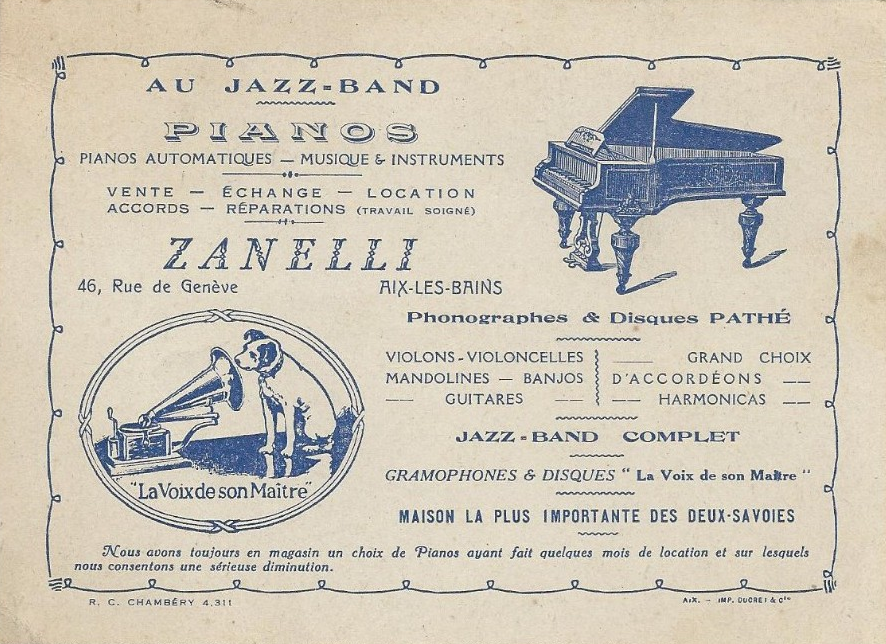 AU JAZZ-BAND
PIANOS
PIANOS AUTOMATIQUES — MUSIQUE & INSTRUMENTS
VENTE — ÉCHANGE — LOCATION
ACCORDS — RÉPARATIONS (TRAVAIL SOIGNÉ)
ZANELLI
46, Rue de Genève AIX-LES-BAINS
Phonographes & Disques PATHÉ
VIOLONS-VIOLONCELLES
MANDOLINES — BANJOS
— GUITARES —
— GRAND CHOIX
D'ACCORDÉONS —
— HARMONICAS —
JAZZ-BAND COMPLET
GRAMOPHONES & DISQUES “ La Voix de son Maître “
MAISON LA PLUS IMPORTANTE DES DEUX-SAVOIES
"La Voix de son Maître"
Nous avons toujours en magasin un choix de Pianos ayant fait quelques mois de location et sur lesquels
nous consentons une sérieuse diminution.
R. C. CHAMBÉRY 4.311
AIX. — IMP. DUCRET & Cie